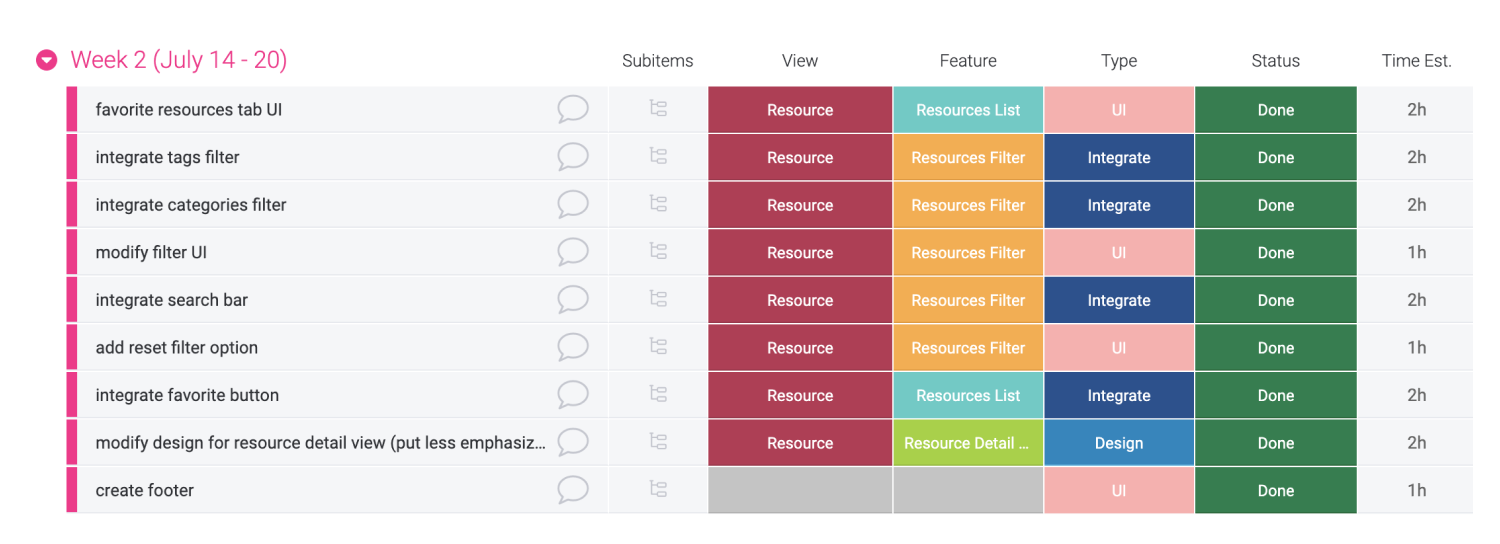 Week 2 (July 14 - 20) Subitems View Feature Type Status Time Est.
favorite resources tab UI Resource Resources List UI Done 2h
integrate tags filter Resource Resources Filter Integrate Done 2h
integrate categories filter Resource Resources Filter Integrate Done 2h
modify filter UI Resource Resources Filter UI Done 1h
integrate search bar Resource Resources Filter Integrate Done 2h
add reset filter option Resource Resources Filter UI Done 1h
integrate favorite button Resource Resources List Integrate Done 2h
modify design for resource detail view (put less emphasiz... Resource Resource Detail ... Design Done 2h
create footer UI Done 1h